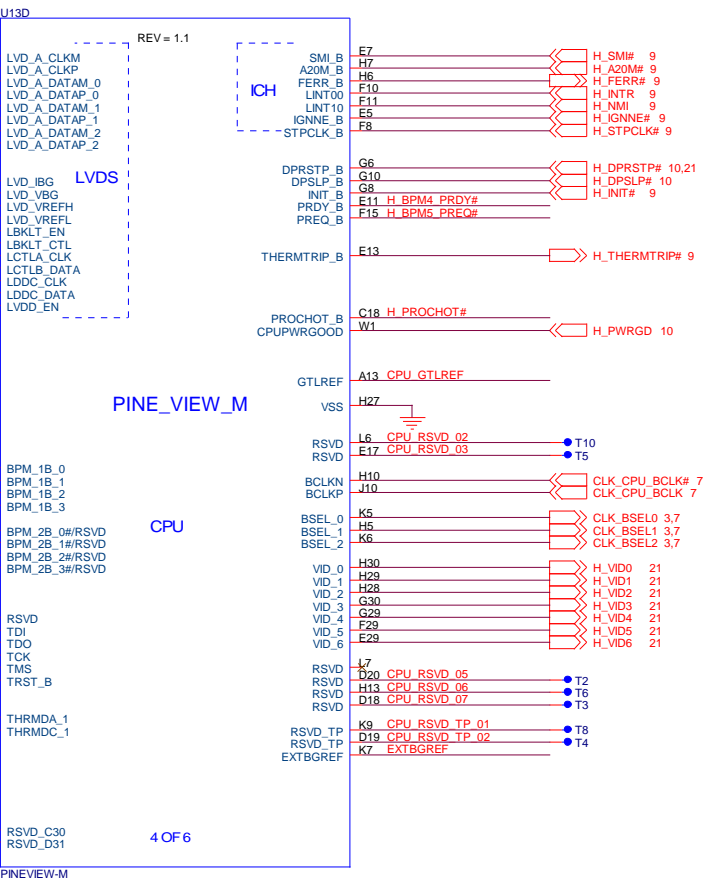 U13D
REV = 1.1
LVD_A_CLKM
LVD_A_CLKP
LVD_A_DATAM_0
LVD_A_DATAP_0
LVD_A_DATAM_1
LVD_A_DATAP_1
LVD_A_DATAM_2
LVD_A_DATAP_2
LVD_IBG
LVD_VBG
LVD_VREFH
LVD_VREFL
LBKLT_EN
LBKLT_CTL
LCTLA_CLK
LCTLB_DATA
LDDC_CLK
LDDC_DATA
LVDD_EN
LVDS
ICH
SMI_B E7 H_SMI# 9
A20M_B H7 H_A20M# 9
FERR_B H6 H_FERR# 9
LINT00 F10 H_INTR 9
LINT10 F11 H_NMI 9
IGNNE_B E5 H_IGNNE# 9
STPCLK_B F8 H_STPCLK# 9
DPRSTP_B G6 H_DPRSTP# 10,21
DPSLP_B G10 H_DPSLP# 10
INIT_B G8 H_INIT# 9
PRDY_B E11 H_BPM4_PRDY#
PREQ_B F15 H_BPM5_PREQ#
THERMTRIP_B E13 H_THERMTRIP# 9
PROCHOT_B C18 H_PROCHOT#
CPUPWRGOOD W1 H_PWRGD 10
GTLREF A13 CPU_GTLREF
PINE_VIEW_M
VSS H27
RSVD L6 CPU_RSVD_02 T10
RSVD E17 CPU_RSVD_03 T5
BPM_1B_0
BPM_1B_1
BPM_1B_2
BPM_1B_3
BCLKN H10 CLK_CPU_BCLK# 7
BCLKP J10 CLK_CPU_BCLK 7
CPU
BPM_2B_0#/RSVD
BPM_2B_1#/RSVD
BPM_2B_2#/RSVD
BPM_2B_3#/RSVD
BSEL_0 K5 CLK_BSEL0 3,7
BSEL_1 H5 CLK_BSEL1 3,7
BSEL_2 K6 CLK_BSEL2 3,7
VID_0 H30 H_VID0 21
VID_1 H29 H_VID1 21
VID_2 H28 H_VID2 21
VID_3 G30 H_VID3 21
VID_4 G29 H_VID4 21
VID_5 F29 H_VID5 21
VID_6 E29 H_VID6 21
RSVD
TDI
TDO
TCK
TMS
TRST_B
RSVD L7
RSVD D20 CPU_RSVD_05 T2
RSVD H13 CPU_RSVD_06 T6
RSVD D18 CPU_RSVD_07 T3
THRMDA_1
THRMDC_1
RSVD_TP K9 CPU_RSVD_TP_01 T8
RSVD_TP D19 CPU_RSVD_TP_02 T4
EXTBGREF K7 EXTBGREF
RSVD_C30
RSVD_D31
4 OF 6
PINEVIEW-M